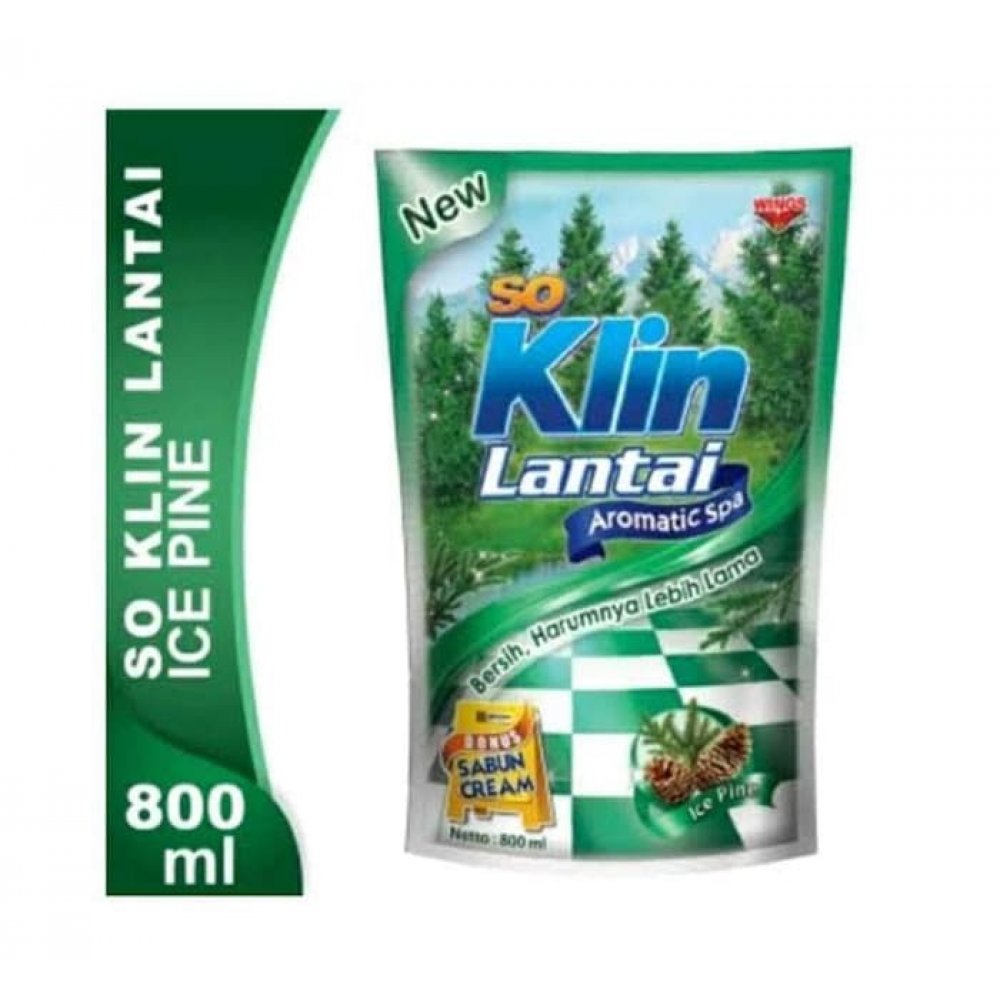 SO KLIN LANTAI
ICE PINE
800
ml
New
WINGS
SO
Klin
Lantai
Aromatic Spa
Bersih, Harumnya Lebih Lama
BONUS
SABUN
CREAM
Netto : 800 ml
Ice Pine